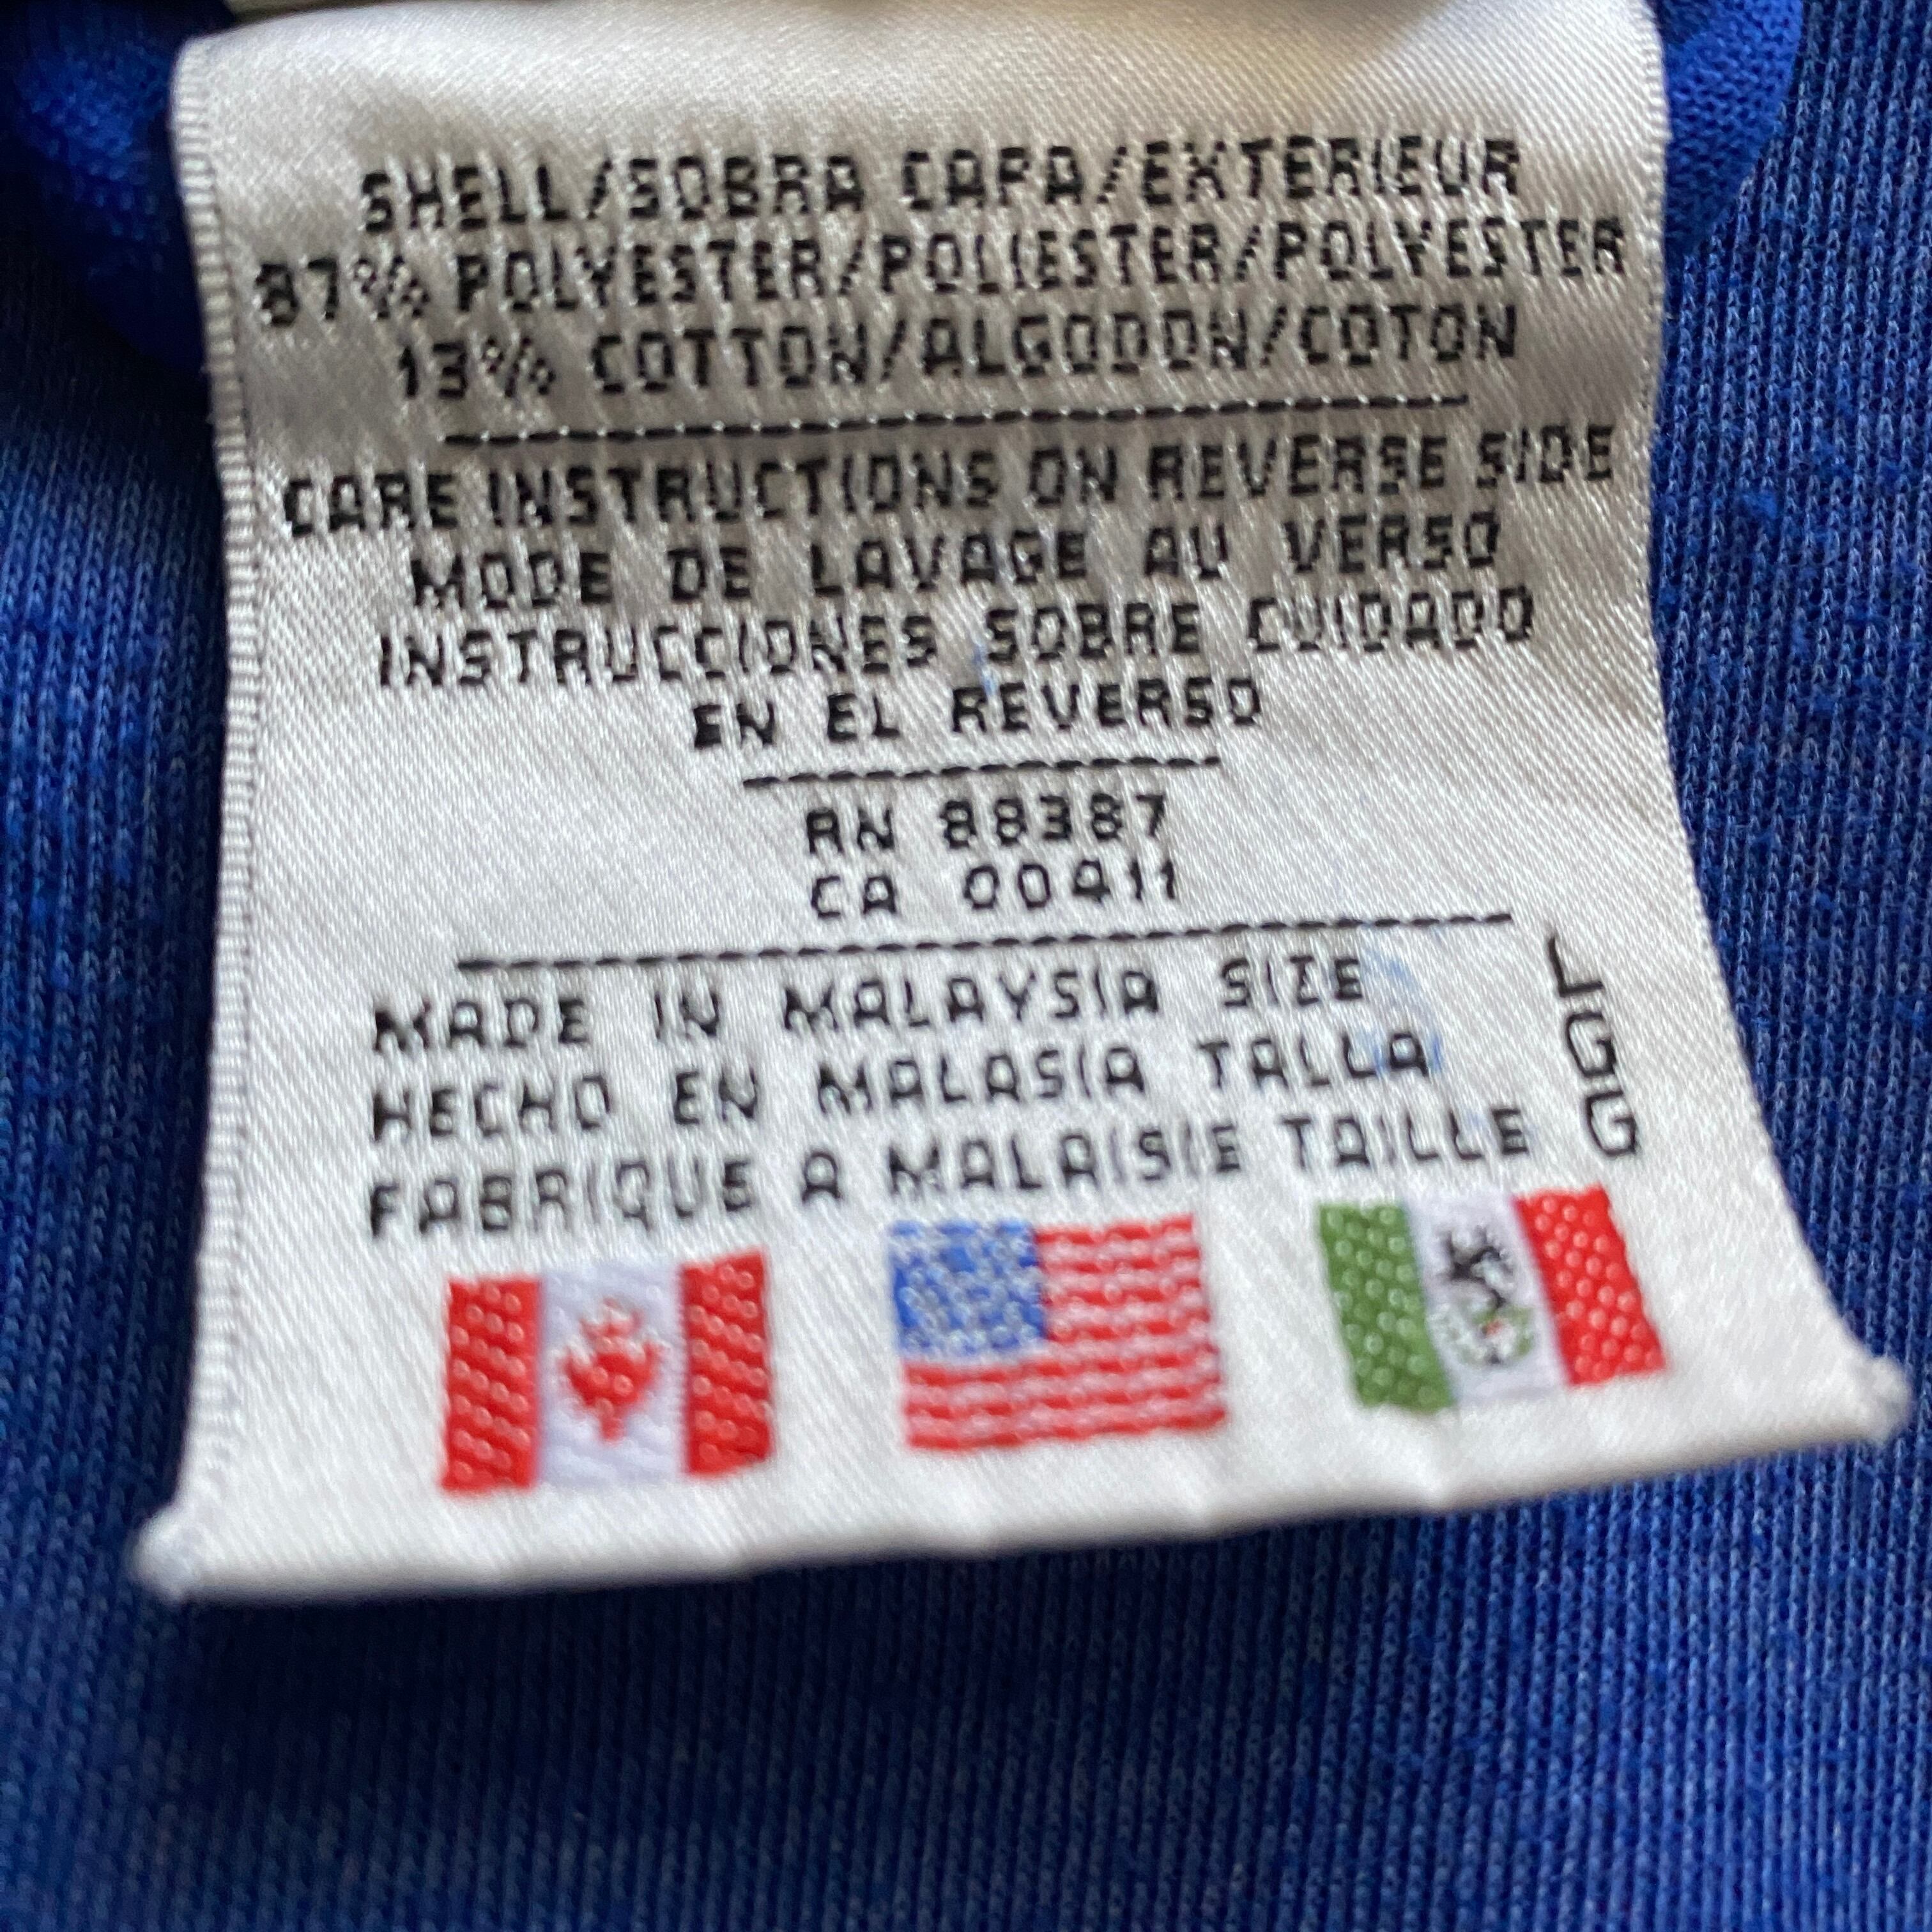 SHELL/SOBRA CAPA/EXTERIEUR
87% POLYESTER/POLIESTER/POLYESTER
13% COTTON/ALGODON/COTON
CARE INSTRUCTIONS ON REVERSE SIDE
MODE DE LAVAGE AU VERSO
INSTRUCCIONES SOBRE CUIDADO
EN EL REVERSO
RN 88387
CA 00411
MADE IN MALAYSIA SIZE
HECHO EN MALASIA TALLA
FABRIQUE A MALAISIE TAILLE
L
G
G